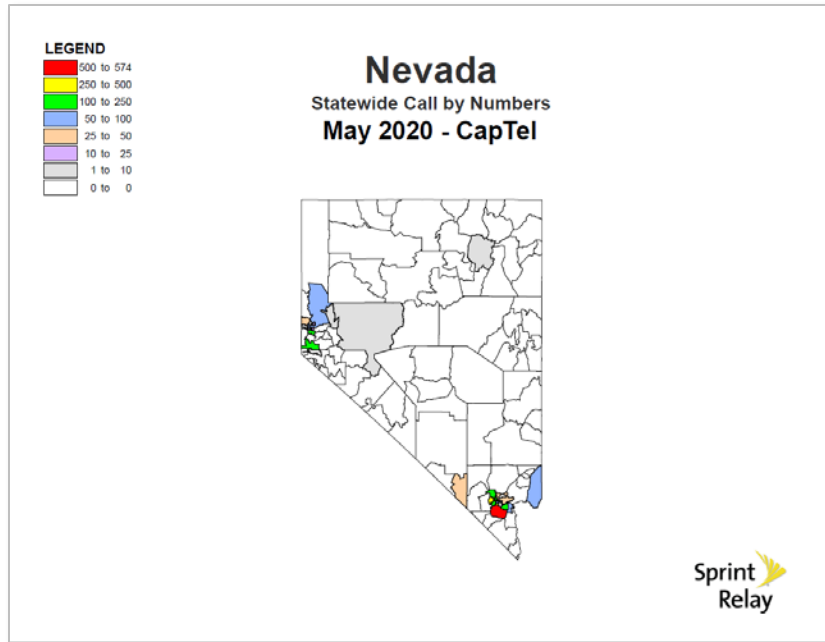 LEGEND
500 to 574
250 to 500
100 to 250
50 to 100
25 to 50
10 to 25
1 to 10
0 to 0
Nevada
Statewide Call by Numbers
May 2020 - CapTel
Sprint
Relay